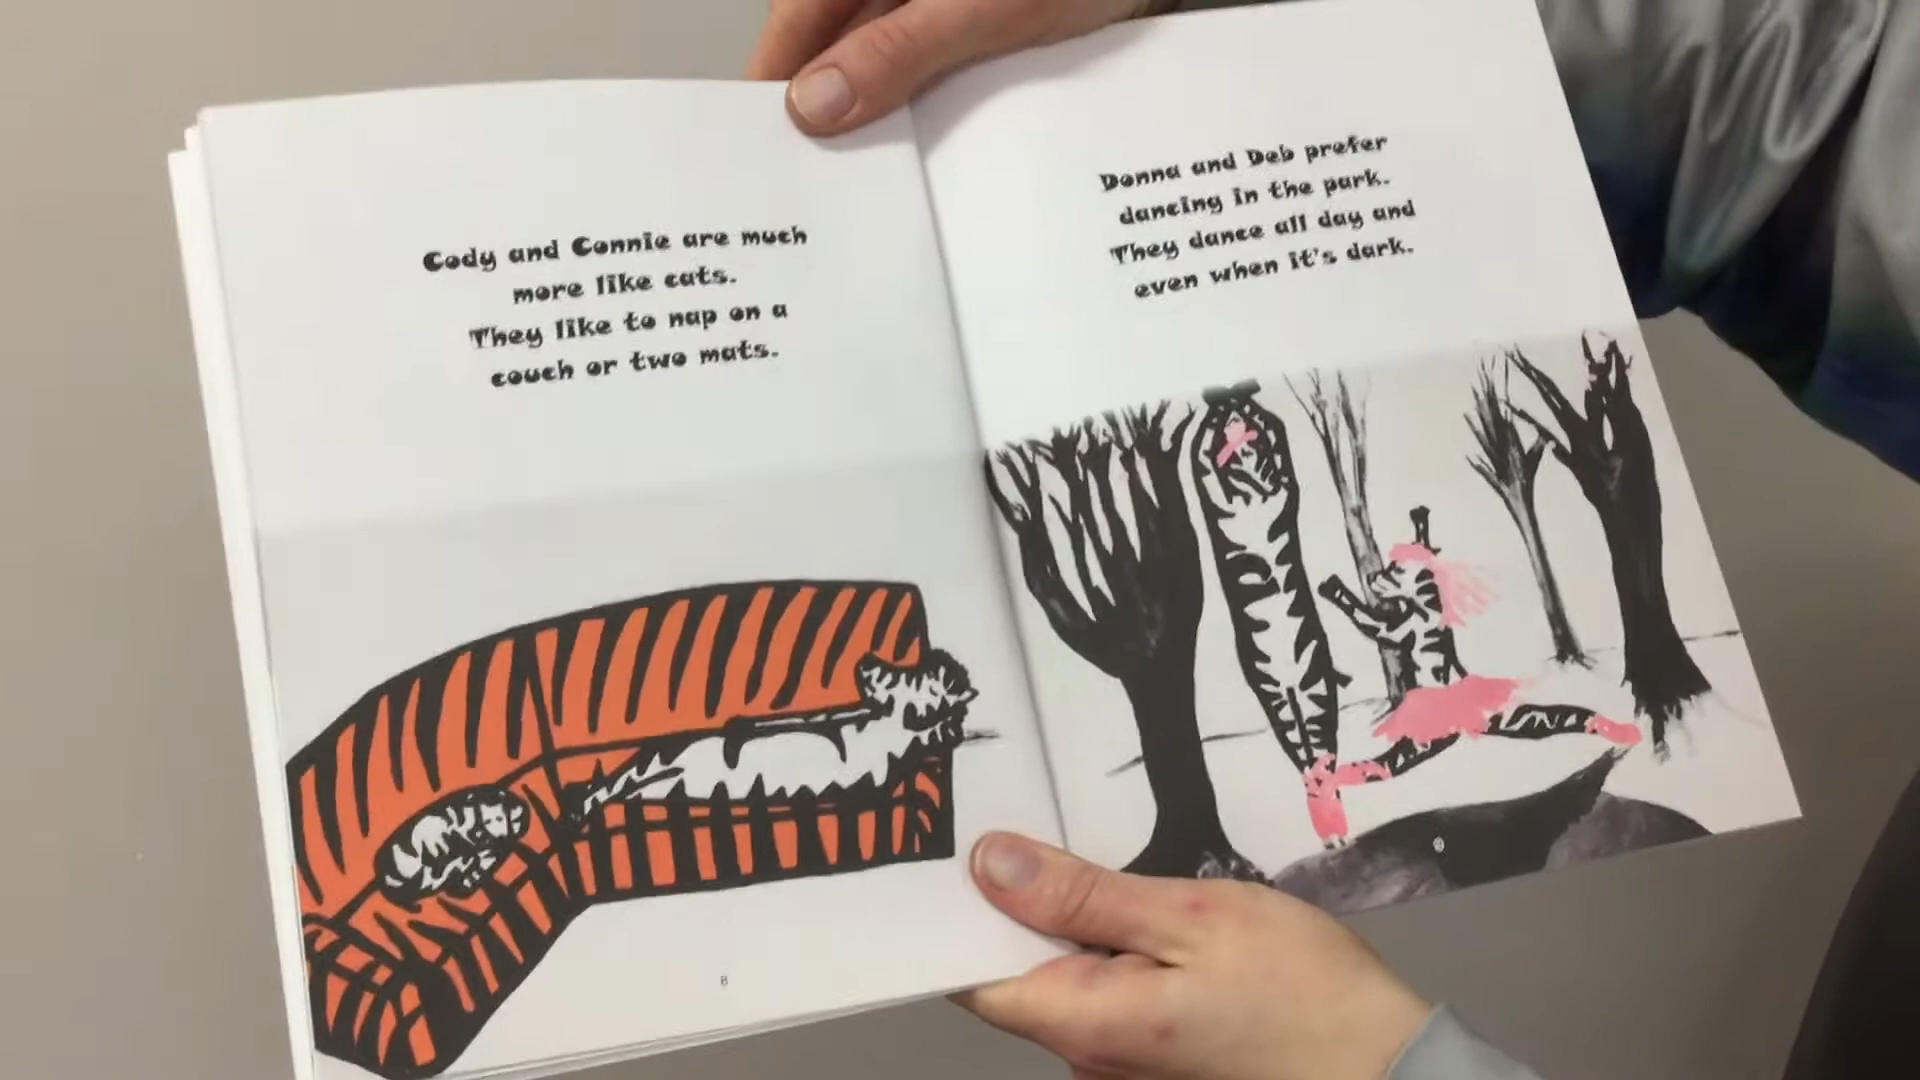 Cody and Connie are much
more like cats.
They like to nap on a
couch or two mats.
8
Donna and Deb prefer
dancing in the park.
They dance all day and
even when it's dark.